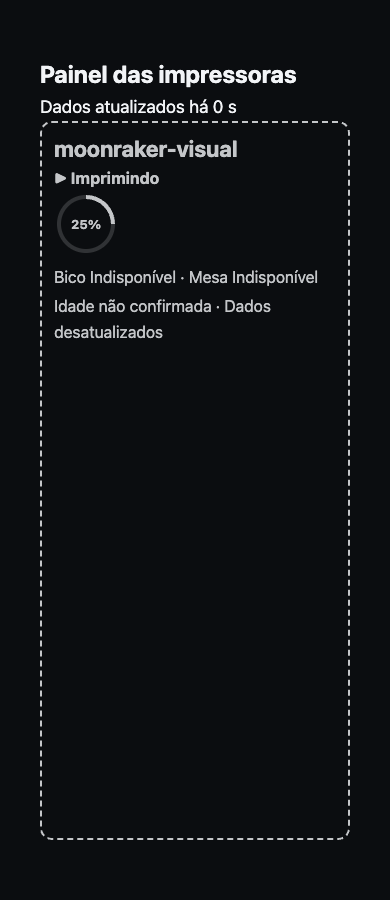 Painel das impressoras
Dados atualizados há 0 s
moonraker-visual
▶ Imprimindo
25%
Bico Indisponível · Mesa Indisponível
Idade não confirmada · Dados
desatualizados